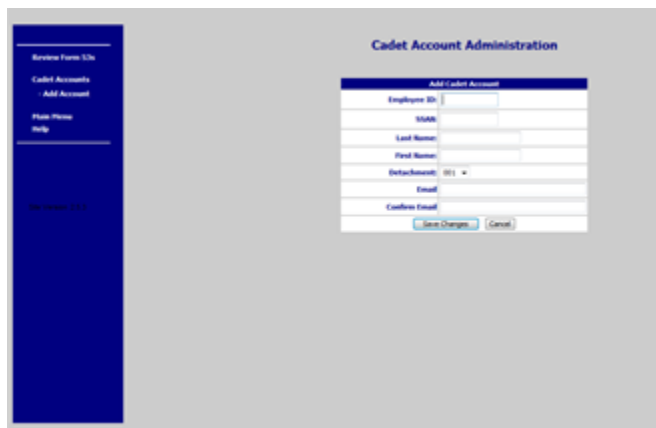 Review Form 53s
Cadet Accounts
- Add Account
Main Menu
Help
Cadet Account Administration
Add Cadet Account
Employee ID:
SSAN:
Last Name:
First Name:
Detachment: 001
Email
Confirm Email
Save Changes Cancel